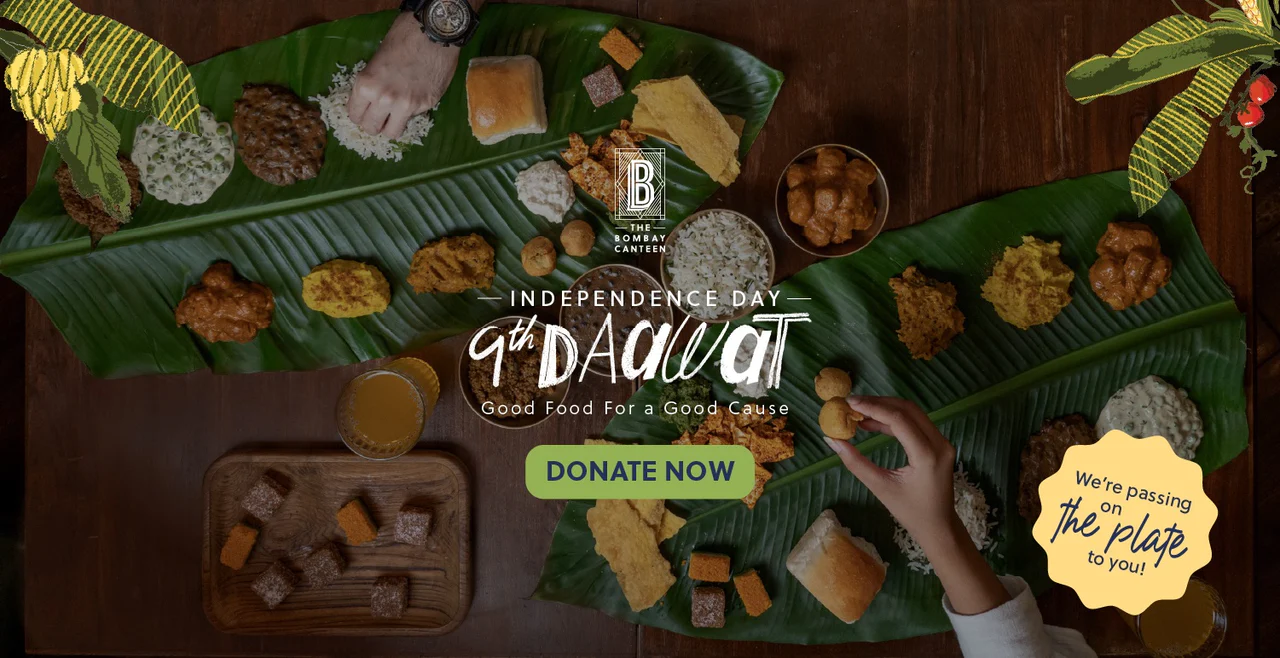 B
THE
BOMBAY
CANTEEN
INDEPENDENCE DAY
9th DAAWAT
Good Food For a Good Cause
DONATE NOW
We're passing
on
the plate
to you!